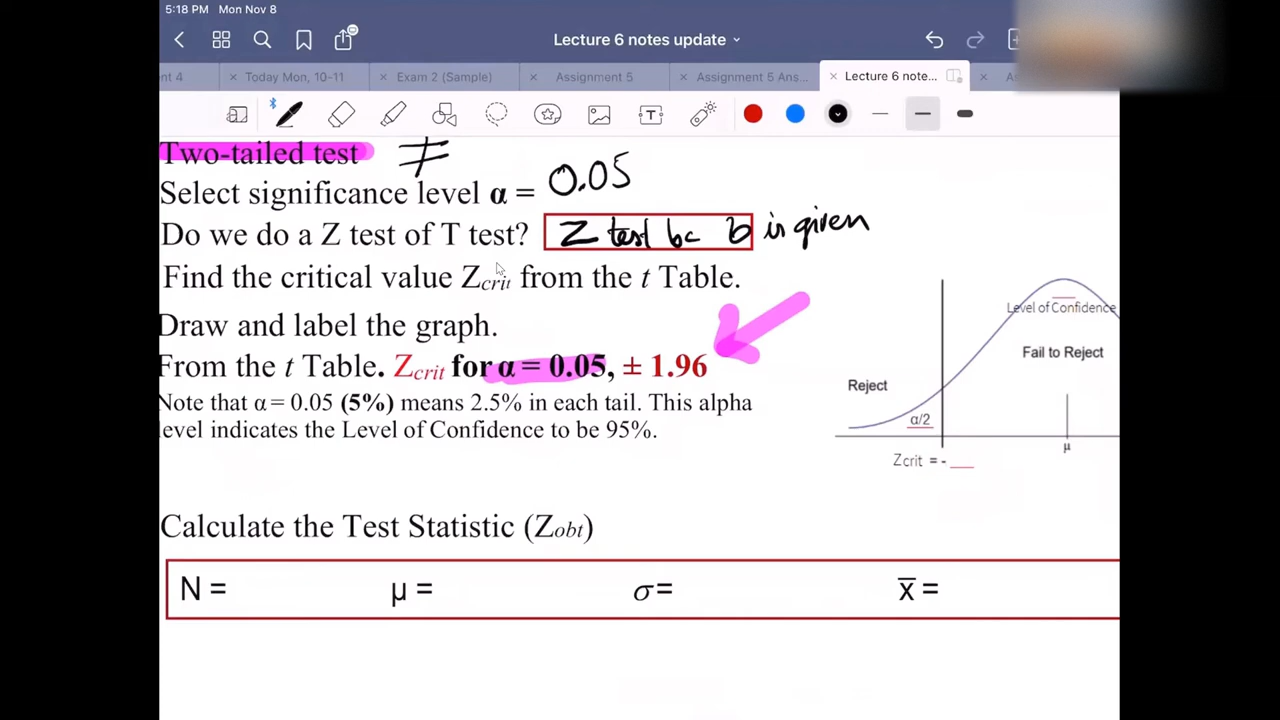 5:18 PM Mon Nov 8
Lecture 6 notes update
nt 4
Today Mon, 10-11
Exam 2 (Sample)
Assignment 5
Assignment 5 Ans...
Lecture 6 note...
Two-tailed test ≠
Select significance level α = 0.05
Do we do a Z test of T test? Z test bc σ is given
Find the critical value Zcrit from the t Table.
Draw and label the graph.
From the t Table. Zcrit for α = 0.05, ± 1.96
Note that α = 0.05 (5%) means 2.5% in each tail. This alpha
level indicates the Level of Confidence to be 95%.
Level of Confidence
Fail to Reject
Reject
α/2
μ
Zcrit = - __
Calculate the Test Statistic (Zobt)
N = μ = σ = x̅ =